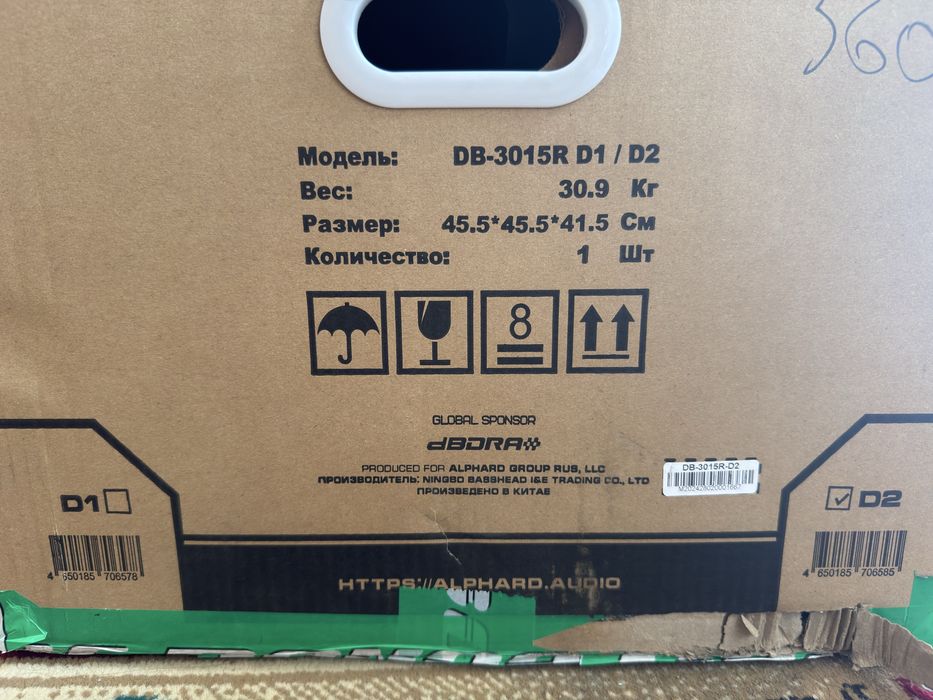 360
Модель: DB-3015R D1 / D2
Вес: 30.9 Кг
Размер: 45.5*45.5*41.5 См
Количество: 1 Шт
8
GLOBAL SPONSOR
dBDRA
PRODUCED FOR ALPHARD GROUP RUS, LLC
ПРОИЗВОДИТЕЛЬ: NINGBO BASSHEAD I&E TRADING CO., LTD
ПРОИЗВЕДЕНО В КИТАЕ
DB-3015R-D2
M202428020001667
D1
D2
4 650185 706578
4 650185 706585
HTTPS://ALPHARD.AUDIO